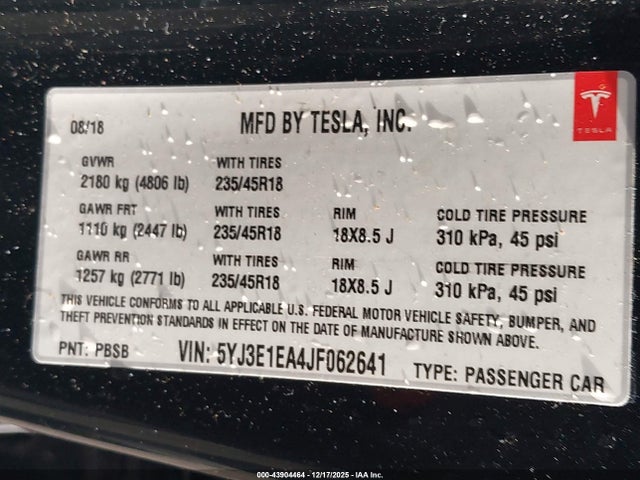 08/18 MFD BY TESLA, INC.
TESLA
GVWR WITH TIRES
2180 kg (4806 lb) 235/45R18
GAWR FRT WITH TIRES RIM COLD TIRE PRESSURE
1110 kg (2447 lb) 235/45R18 18X8.5 J 310 kPa, 45 psi
GAWR RR WITH TIRES RIM COLD TIRE PRESSURE
1257 kg (2771 lb) 235/45R18 18X8.5 J 310 kPa, 45 psi
THIS VEHICLE CONFORMS TO ALL APPLICABLE U.S. FEDERAL MOTOR VEHICLE SAFETY, BUMPER, AND
THEFT PREVENTION STANDARDS IN EFFECT ON THE DATE OF MANUFACTURE SHOWN ABOVE.
PNT: PBSB VIN: 5YJ3E1EA4JF062641 TYPE: PASSENGER CAR
000-43904464 - 12/17/2025 - IAA Inc.